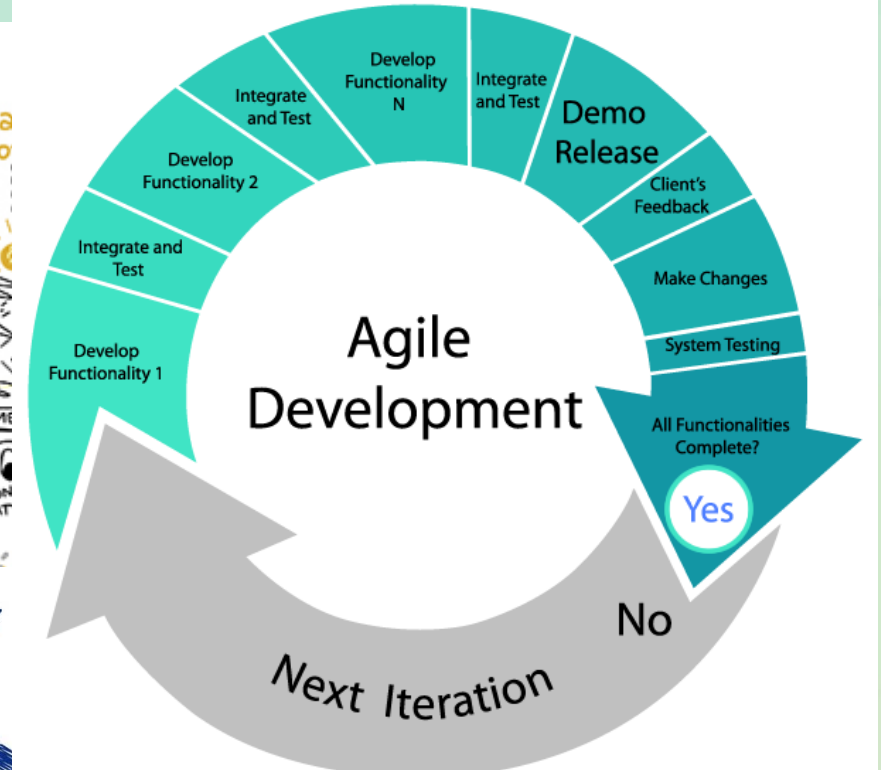 Develop
Functionality 1
Integrate and
Test
Develop
Functionality 2
Integrate
and Test
Develop
Functionality
N
Integrate
and Test
Demo
Release
Client's
Feedback
Make Changes
System Testing
All Functionalities
Complete?
Yes
No
Next Iteration
Agile
Development